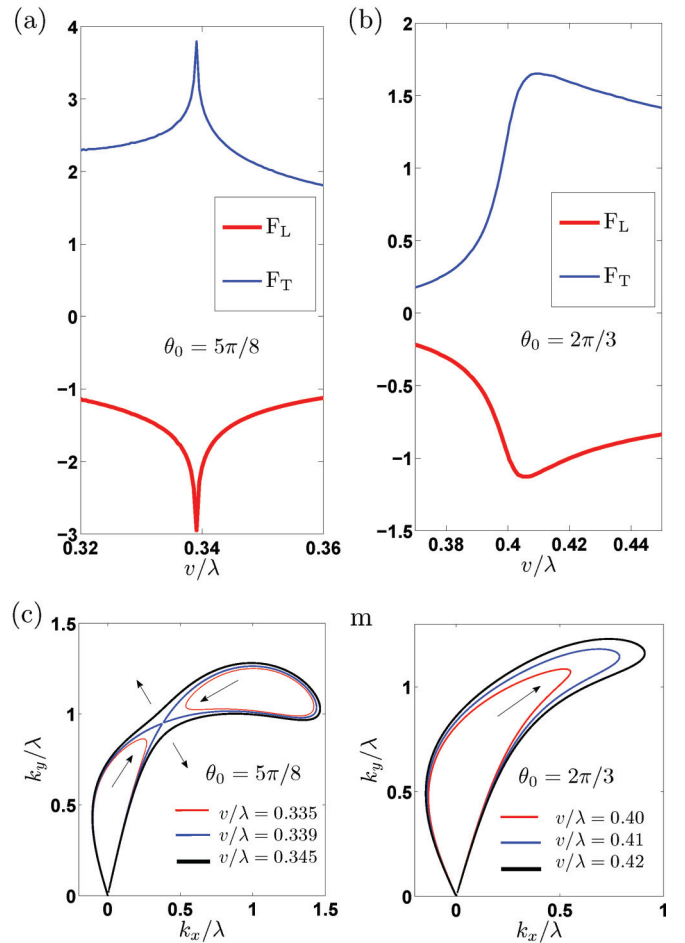 (a)
4
3
2
1
0
−1
−2
−3
F_L
F_T
θ₀ = 5π/8
0.32
0.34
0.36
v/λ
(b)
2
1.5
1
0.5
0
−0.5
−1
−1.5
F_L
F_T
θ₀ = 2π/3
0.38
0.4
0.42
0.44
v/λ
(c)
1.5
1
0.5
0
k_y/λ
θ₀ = 5π/8
v/λ = 0.335
v/λ = 0.339
v/λ = 0.345
0
0.5
1
1.5
k_x/λ
m
1
0.5
0
k_y/λ
θ₀ = 2π/3
v/λ = 0.40
v/λ = 0.41
v/λ = 0.42
0
0.5
1
k_x/λ